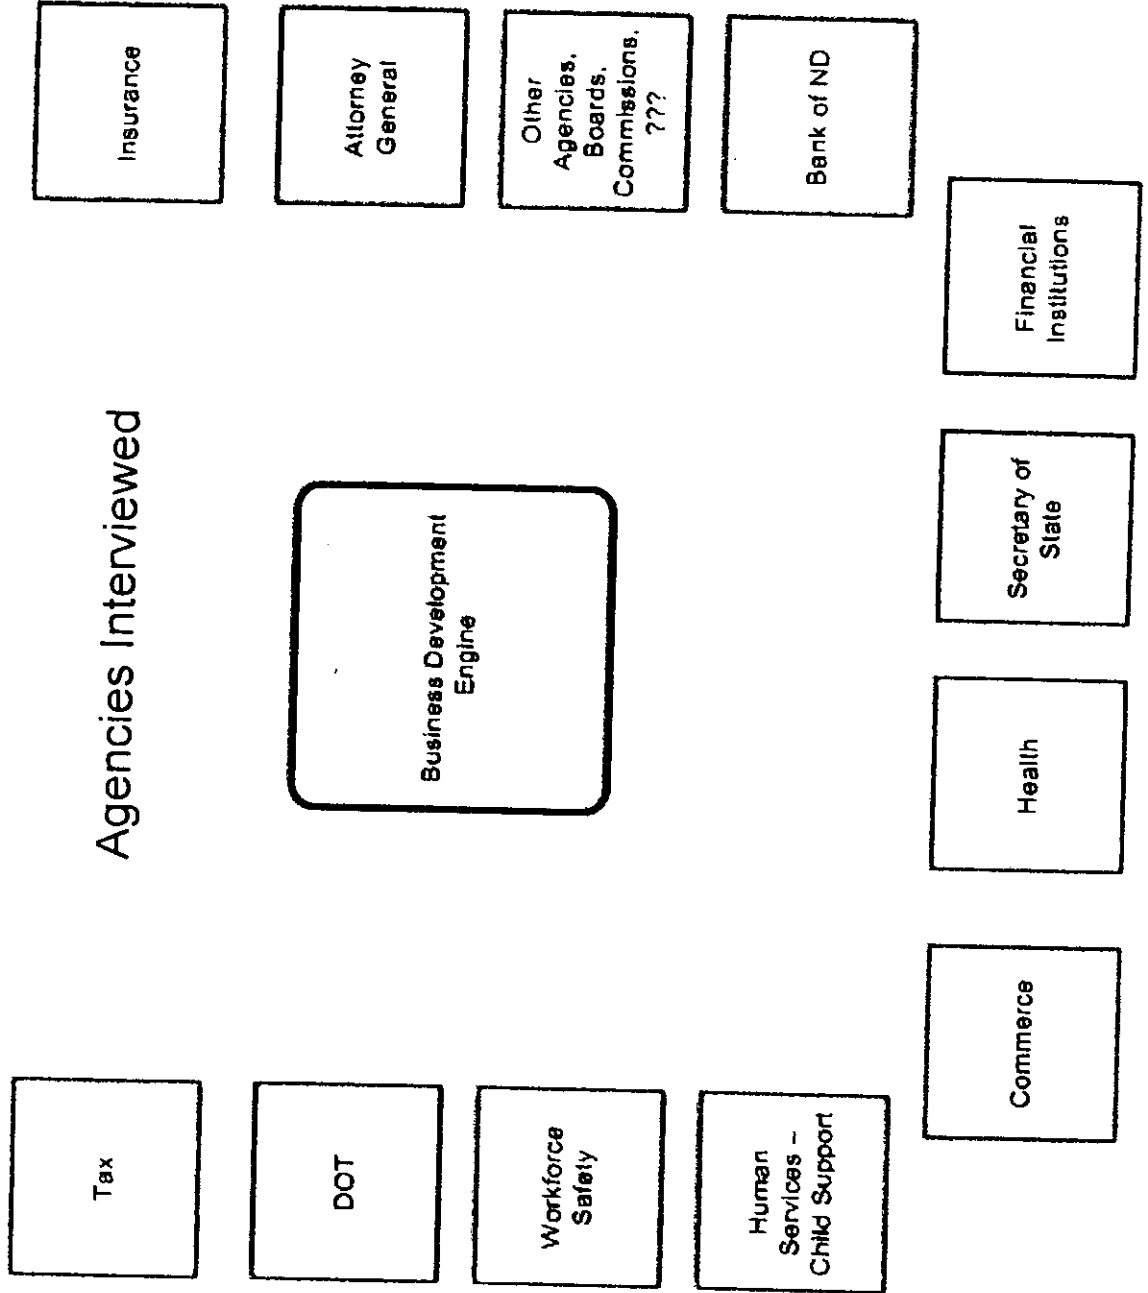 Agencies Interviewed
Tax
DOT
Workforce
Safety
Human
Services –
Child Support
Business Development
Engine
Insurance
Attorney
General
Other
Agencies,
Boards,
Commissions,
???
Bank of ND
Commerce
Health
Secretary of
State
Financial
Institutions